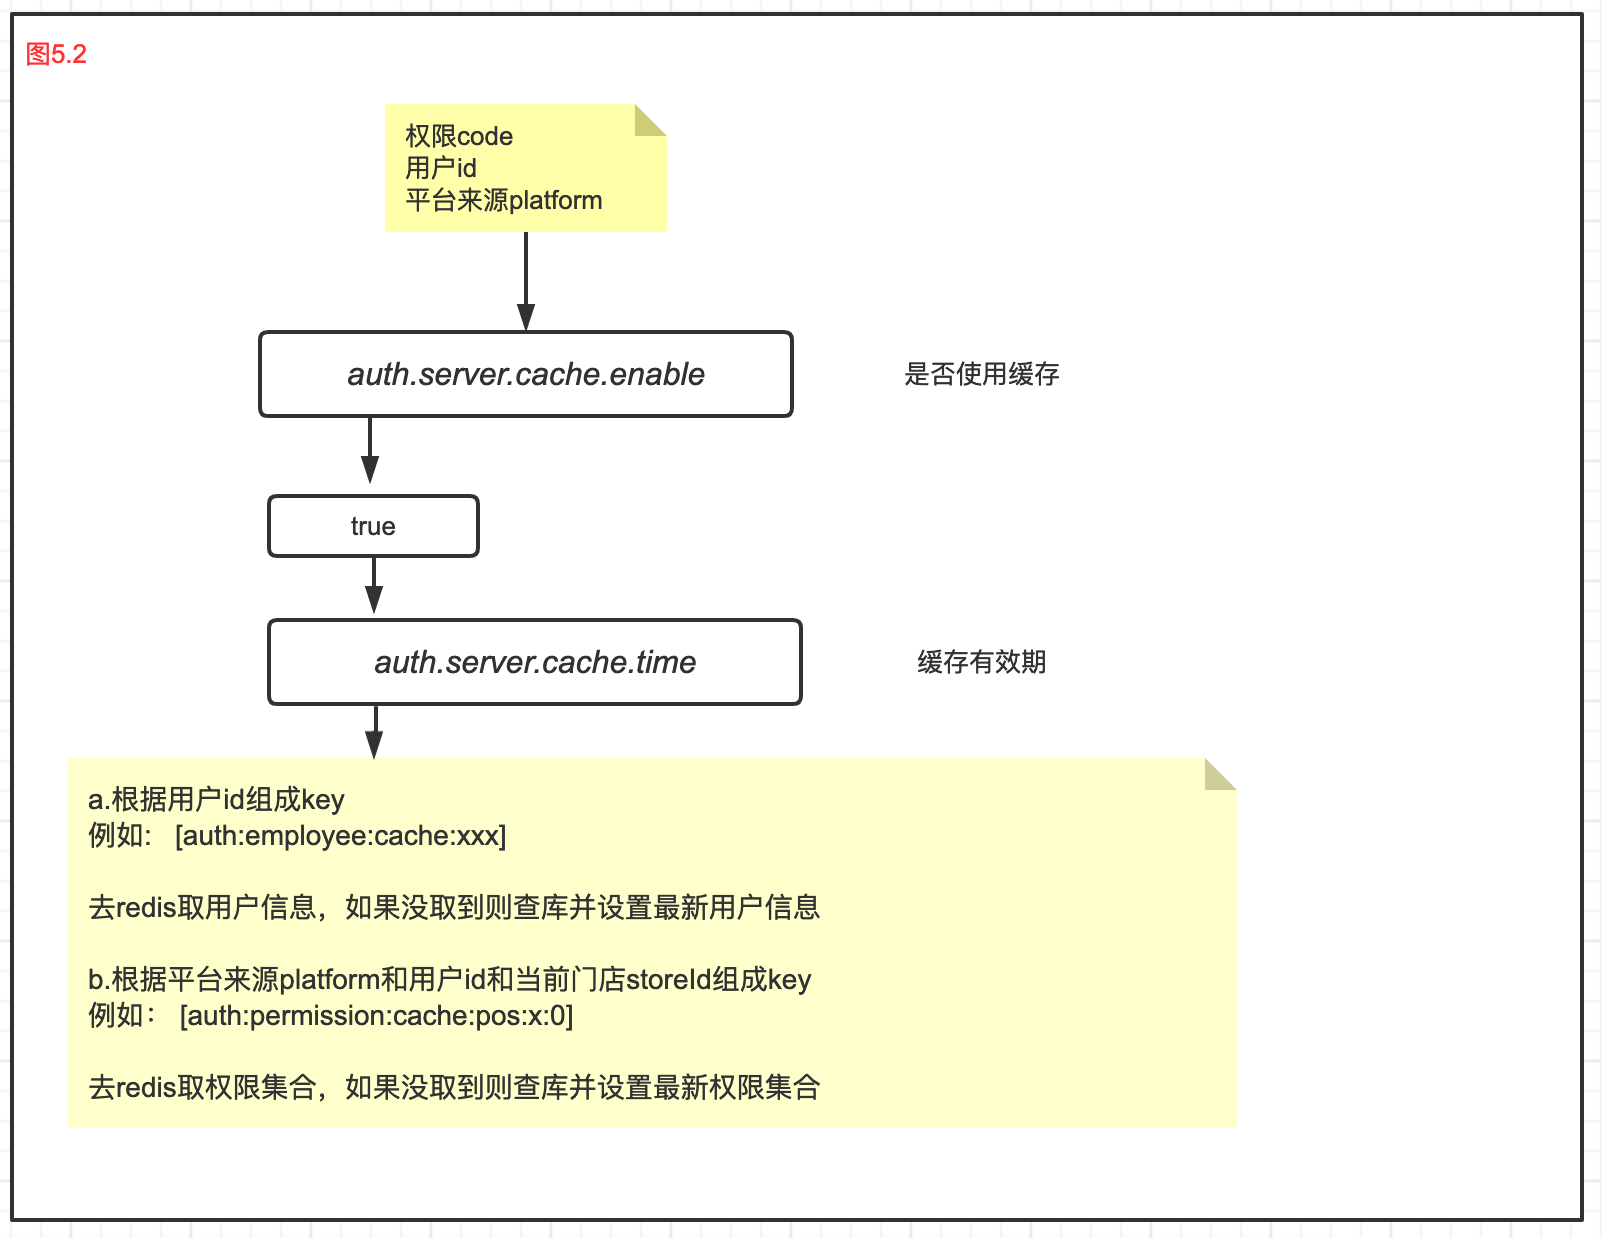 图5.2
权限code
用户id
平台来源platform
auth.server.cache.enable
是否使用缓存
true
auth.server.cache.time
缓存有效期
a.根据用户id组成key
例如： [auth:employee:cache:xxx]
去redis取用户信息，如果没取到则查库并设置最新用户信息
b.根据平台来源platform和用户id和当前门店storeId组成key
例如： [auth:permission:cache:pos:x:0]
去redis取权限集合，如果没取到则查库并设置最新权限集合